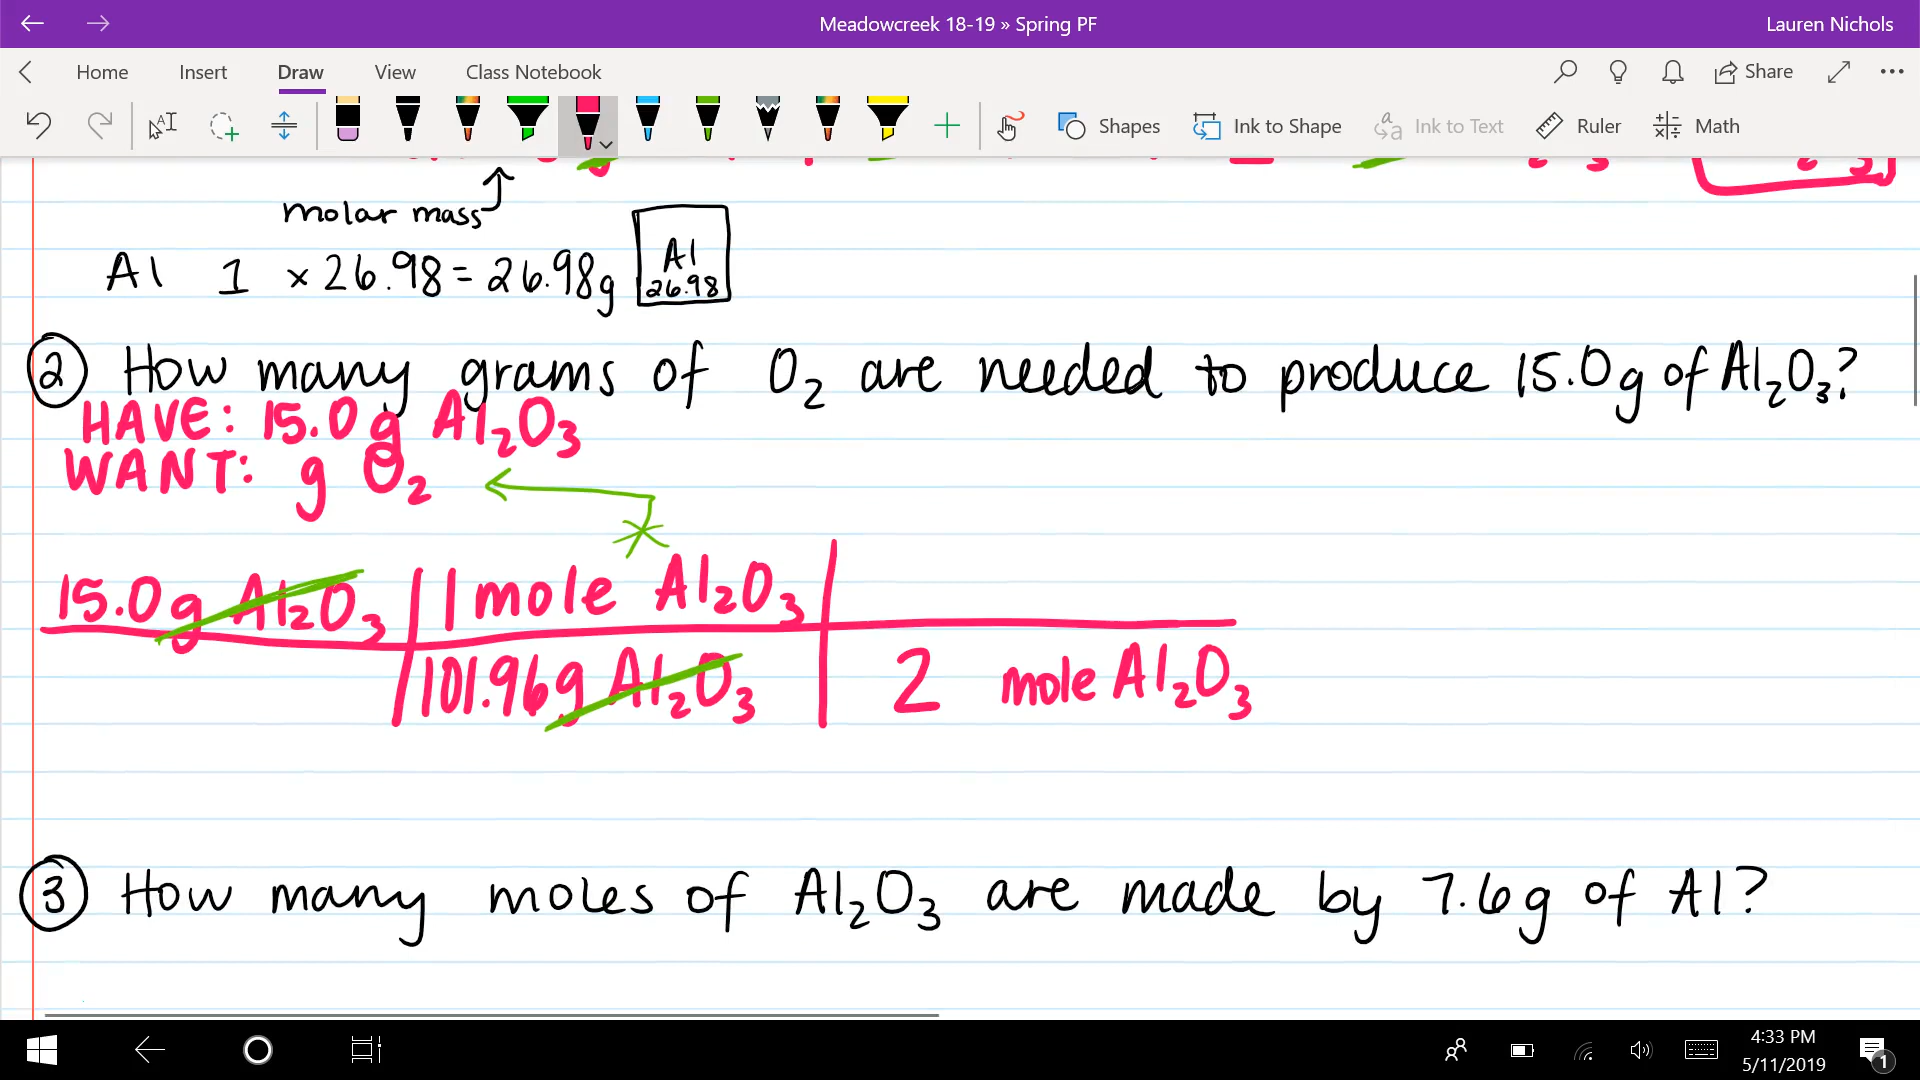 Meadowcreek 18-19 » Spring PF
Lauren Nichols
Home Insert Draw View Class Notebook
Share
Shapes Ink to Shape Ink to Text Ruler Math
molar mass
Al 1 × 26.98 = 26.98g
Al
26.98
② How many grams of O₂ are needed to produce 15.0g of Al₂O₃?
HAVE: 15.0 g Al₂O₃
WANT: g O₂
15.0g Al₂O₃ 1 mole Al₂O₃
101.96g Al₂O₃ 2 mole Al₂O₃
③ How many moles of Al₂O₃ are made by 7.6g of Al?
4:33 PM
5/11/2019
1